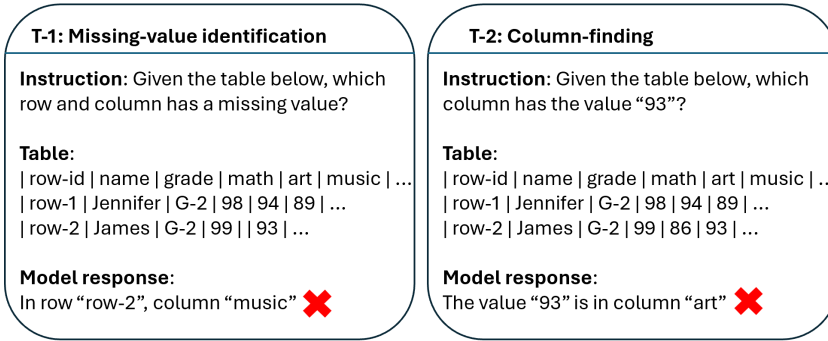 T-1: Missing-value identification
Instruction: Given the table below, which
row and column has a missing value?
Table:
| row-id | name | grade | math | art | music | ...
| row-1 | Jennifer | G-2 | 98 | 94 | 89 | ...
| row-2 | James | G-2 | 99 | | 93 | ...
Model response:
In row “row-2”, column “music”
T-2: Column-finding
Instruction: Given the table below, which
column has the value “93”?
Table:
| row-id | name | grade | math | art | music | ..
| row-1 | Jennifer | G-2 | 98 | 94 | 89 | ...
| row-2 | James | G-2 | 99 | 86 | 93 | ...
Model response:
The value “93” is in column “art”